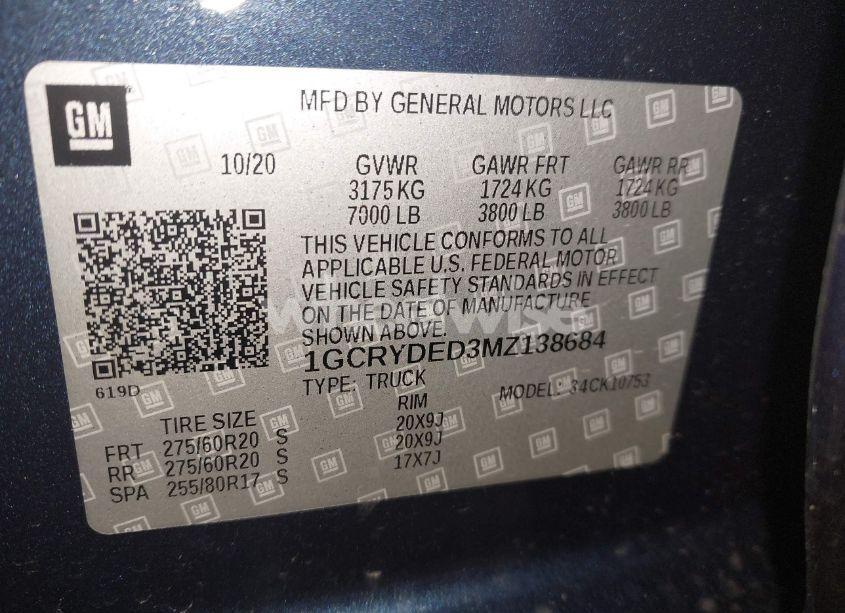 GM
MFD BY GENERAL MOTORS LLC
10/20 GVWR GAWR FRT GAWR RR
3175 KG 1724 KG 1724 KG
7000 LB 3800 LB 3800 LB
THIS VEHICLE CONFORMS TO ALL
APPLICABLE U.S. FEDERAL MOTOR
VEHICLE SAFETY STANDARDS IN EFFECT
ON THE DATE OF MANUFACTURE
SHOWN ABOVE.
1GCRYDED3MZ138684
619D
TYPE: TRUCK MODEL: 34CK10753
TIRE SIZE RIM
FRT 275/60R20 S 20X9J
RR 275/60R20 S 20X9J
SPA 255/80R17 S 17X7J